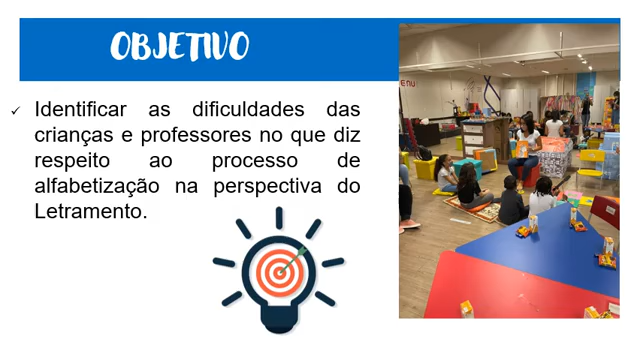 OBJETIVO
Identificar as dificuldades das
crianças e professores no que diz
respeito ao processo de
alfabetização na perspectiva do
Letramento.